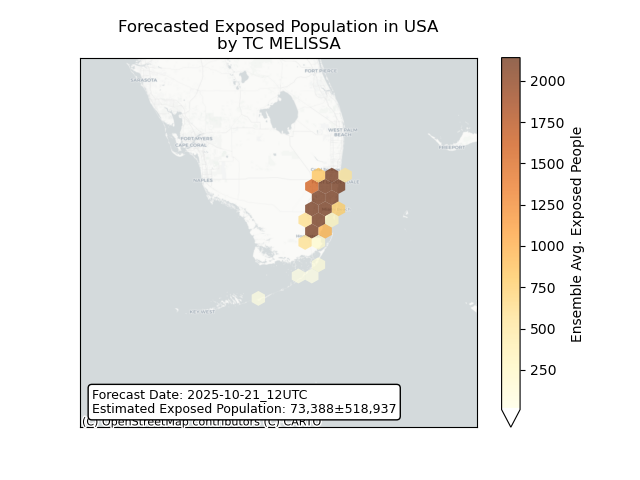 Forecasted Exposed Population in USA
by TC MELISSA
FORT PIERCE
SARASOTA
WEST PALM
BEACH
FORT MYERS
CAPE CORAL
FREEPORT
NAPLES
KEY WEST
Forecast Date: 2025-10-21_12UTC
Estimated Exposed Population: 73,388±518,937
(C) OpenStreetMap contributors (C) CARTO
2000
1750
1500
1250
1000
750
500
250
Ensemble Avg. Exposed People